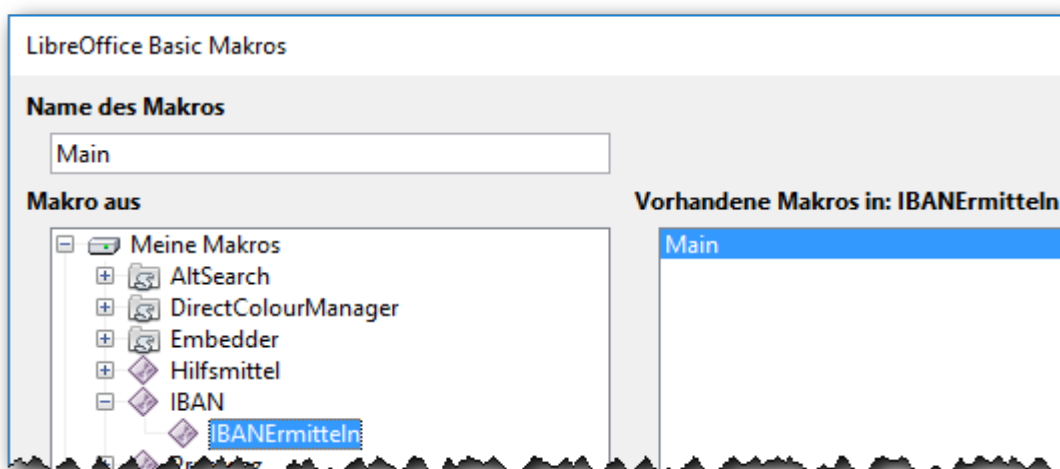 LibreOffice Basic Makros
Name des Makros
Main
Makro aus
Vorhandene Makros in: IBANErmitteln
Meine Makros
Main
AltSearch
DirectColourManager
Embedder
Hilfsmittel
IBAN
IBANErmitteln